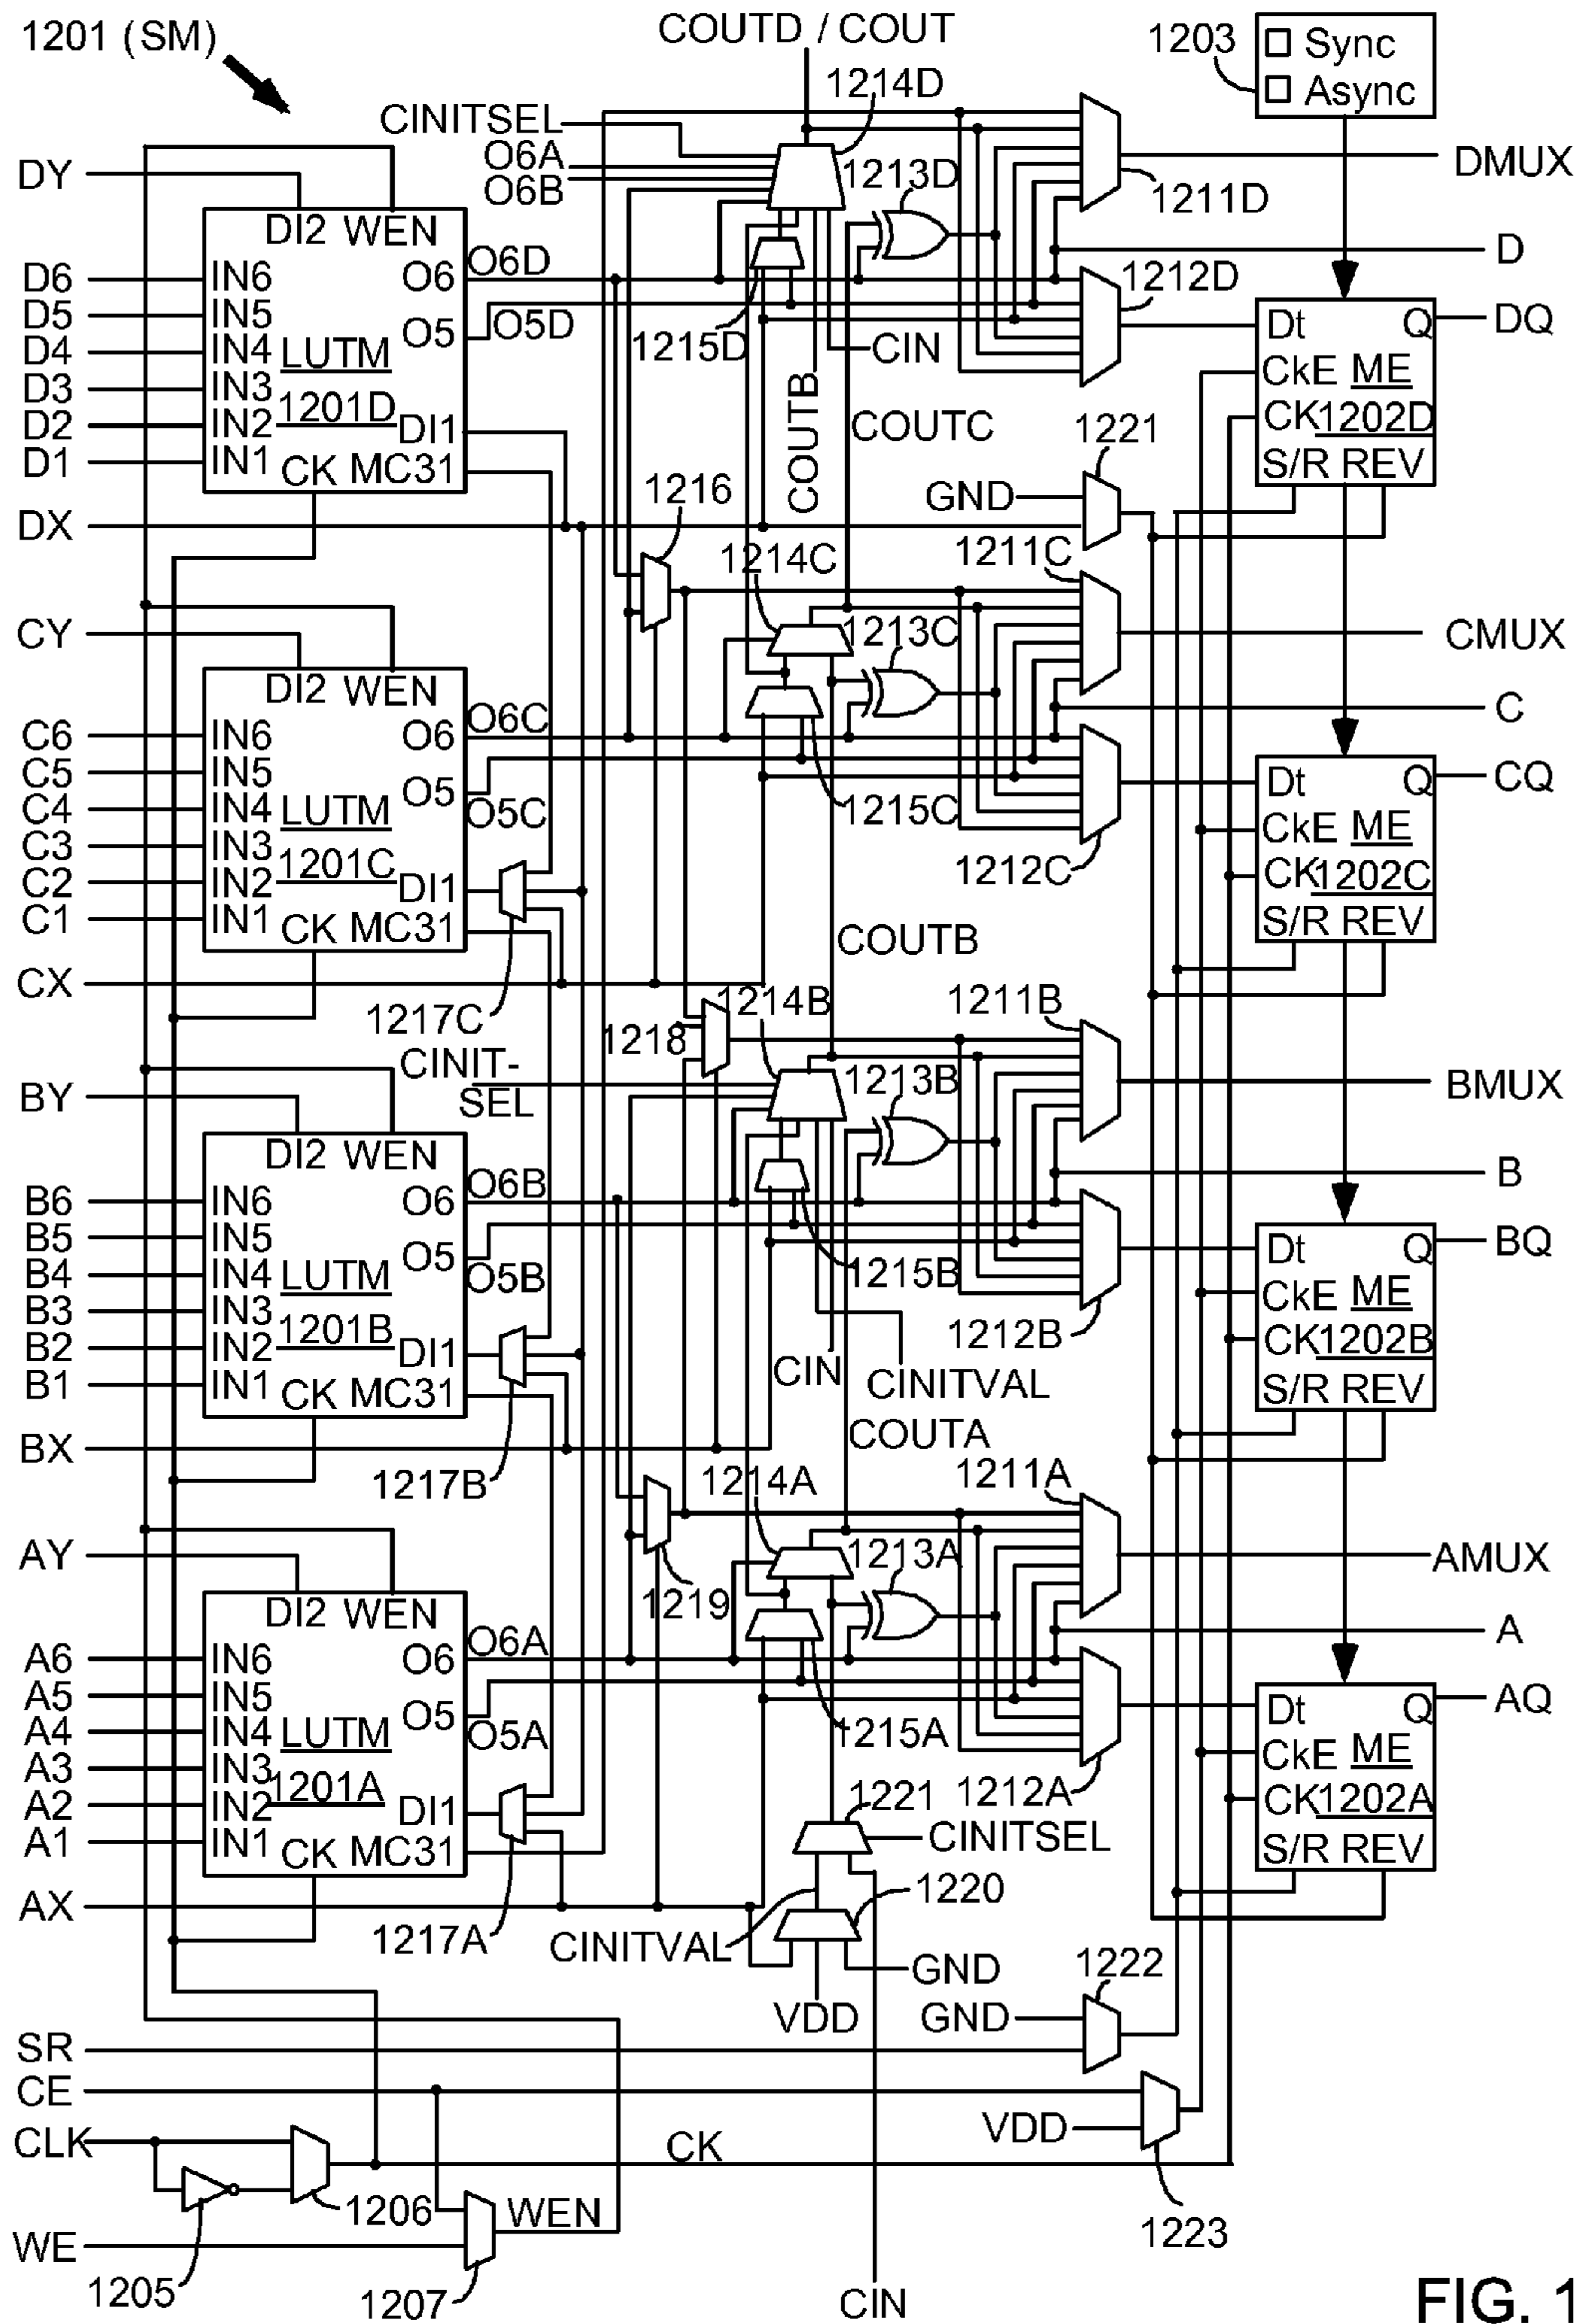 1201 (SM)
COUTD / COUT
1203
Sync
Async
1214D
CINITSEL
O6A
O6B
1213D
DY
DMUX
1211D
DI2 WEN
D
O6D
1212D
D6
IN6
O6
D5
IN5
O5D
Dt
Q
DQ
D4
IN4
LUTM
O5
1215D
CIN
CkE ME
D3
IN3
1201D
COUTB
COUTC
CK 1202D
D2
IN2
DI1
1221
D1
IN1
CK MC31
S/R REV
1216
GND
DX
1214C
1211C
CY
1213C
CMUX
DI2 WEN
C
O6C
C6
IN6
O6
C5
IN5
Dt
Q
CQ
C4
IN4
LUTM
O5
O5C
1215C
CkE ME
C3
IN3
1201C
1212C
CK 1202C
C2
IN2
DI1
C1
IN1
CK MC31
S/R REV
COUTB
CX
1217C
1214B
1211B
1218
CINIT-
SEL
1213B
BMUX
BY
DI2 WEN
B
O6B
B6
IN6
O6
B5
IN5
Dt
Q
BQ
B4
IN4
LUTM
O5
O5B
1215B
CkE ME
B3
IN3
1201B
1212B
CK 1202B
B2
IN2
DI1
CIN
CINITVAL
B1
IN1
CK MC31
S/R REV
COUTA
BX
1217B
1214A
1211A
AY
1213A
AMUX
1219
DI2 WEN
A
O6A
A6
IN6
O6
A5
IN5
Dt
Q
AQ
A4
IN4
LUTM
O5
O5A
1215A
CkE ME
A3
IN3
1201A
1212A
CK 1202A
A2
IN2
DI1
1221
A1
IN1
CK MC31
CINITSEL
S/R REV
1220
AX
1217A
CINITVAL
GND
1222
VDD
GND
SR
CE
VDD
CLK
CK
1206
WEN
1223
WE
1205
1207
CIN
FIG. 1